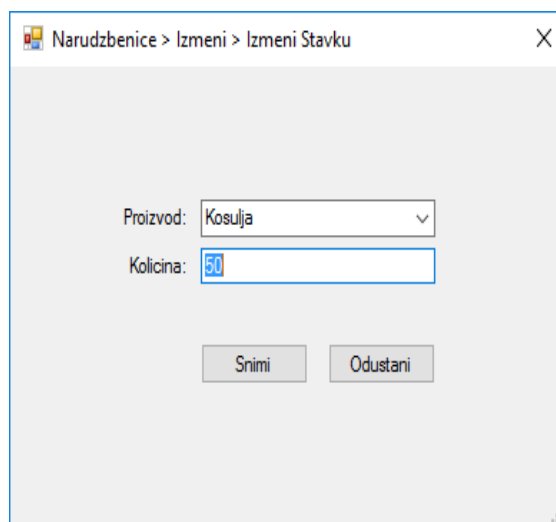 Narudzbenice > Izmeni > Izmeni Stavku
Proizvod: Kosulja
Kolicina: 50
Snimi Odustani